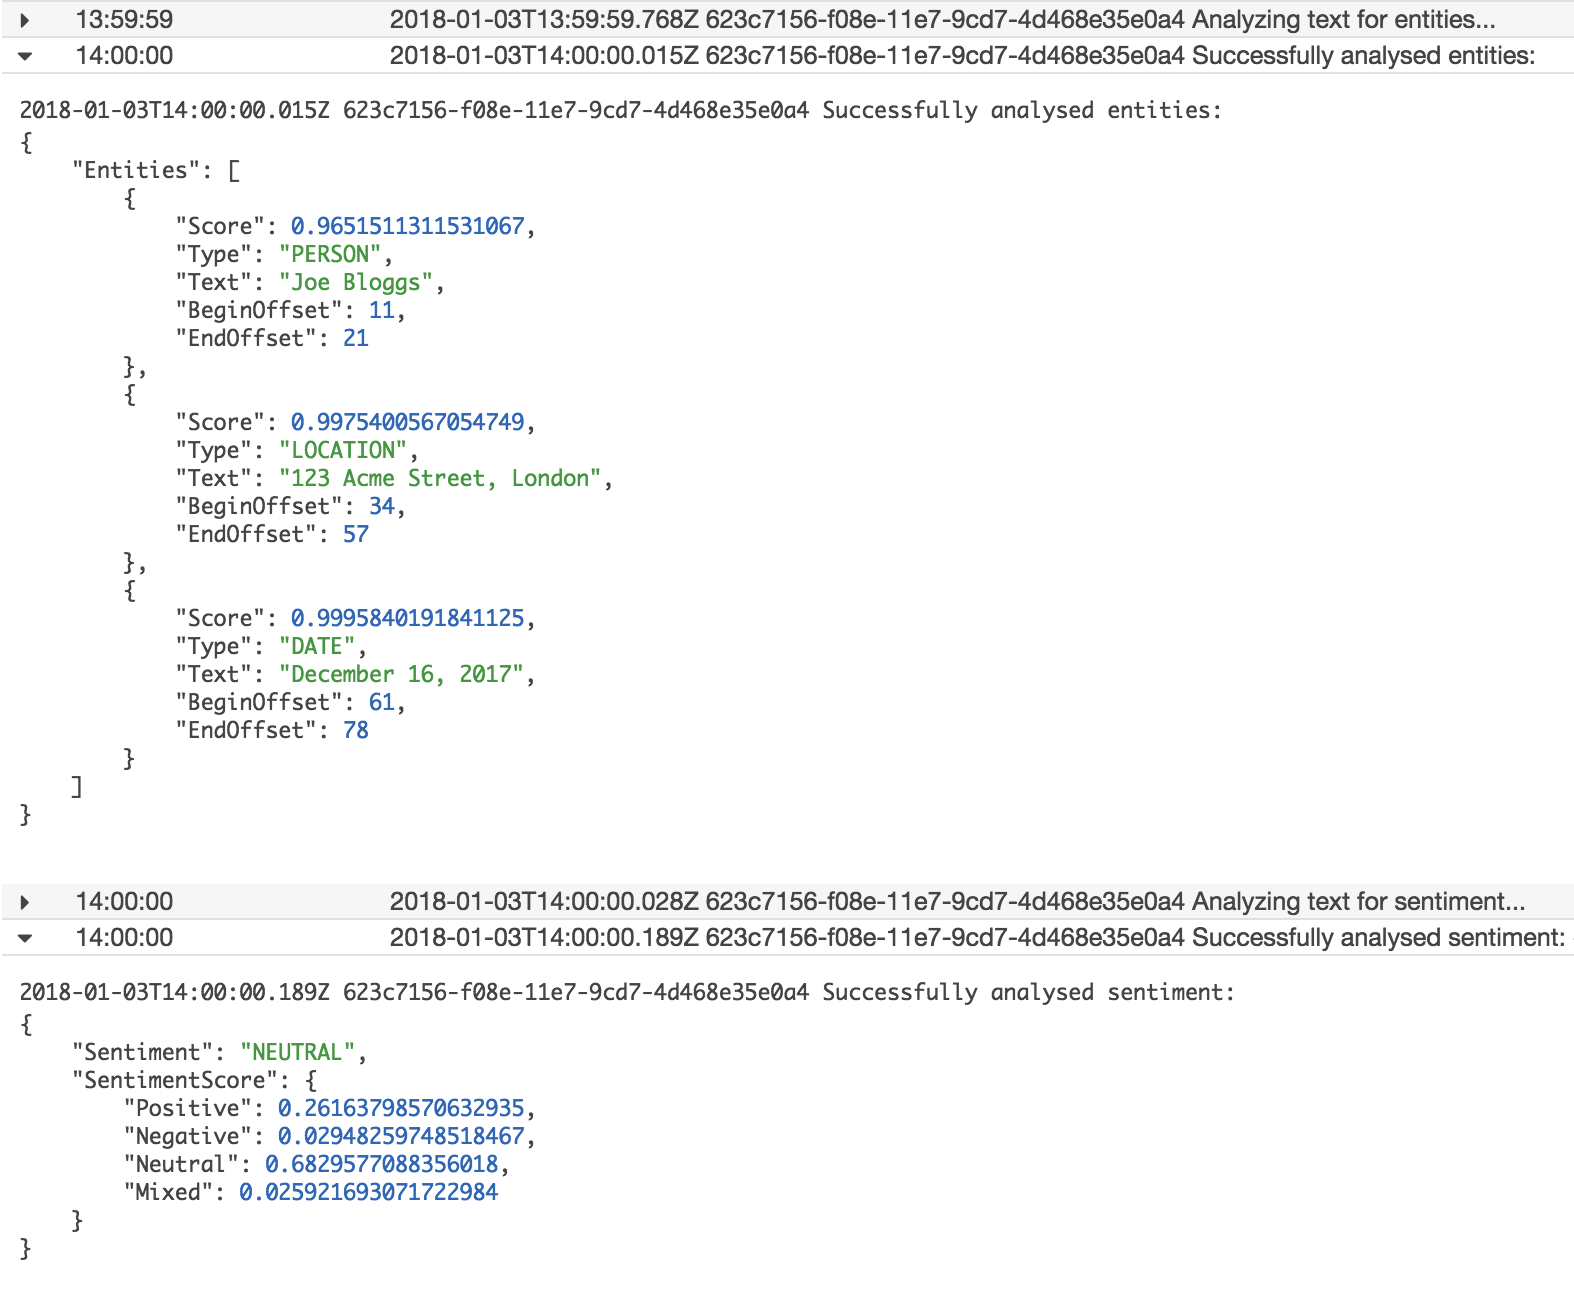 13:59:59 2018-01-03T13:59:59.768Z 623c7156-f08e-11e7-9cd7-4d468e35e0a4 Analyzing text for entities...
14:00:00 2018-01-03T14:00:00.015Z 623c7156-f08e-11e7-9cd7-4d468e35e0a4 Successfully analysed entities:
2018-01-03T14:00:00.015Z 623c7156-f08e-11e7-9cd7-4d468e35e0a4 Successfully analysed entities:
{
    "Entities": [
        {
            "Score": 0.9651511311531067,
            "Type": "PERSON",
            "Text": "Joe Bloggs",
            "BeginOffset": 11,
            "EndOffset": 21
        },
        {
            "Score": 0.9975400567054749,
            "Type": "LOCATION",
            "Text": "123 Acme Street, London",
            "BeginOffset": 34,
            "EndOffset": 57
        },
        {
            "Score": 0.9995840191841125,
            "Type": "DATE",
            "Text": "December 16, 2017",
            "BeginOffset": 61,
            "EndOffset": 78
        }
    ]
}
14:00:00 2018-01-03T14:00:00.028Z 623c7156-f08e-11e7-9cd7-4d468e35e0a4 Analyzing text for sentiment...
14:00:00 2018-01-03T14:00:00.189Z 623c7156-f08e-11e7-9cd7-4d468e35e0a4 Successfully analysed sentiment:
2018-01-03T14:00:00.189Z 623c7156-f08e-11e7-9cd7-4d468e35e0a4 Successfully analysed sentiment:
{
    "Sentiment": "NEUTRAL",
    "SentimentScore": {
        "Positive": 0.26163798570632935,
        "Negative": 0.02948259748518467,
        "Neutral": 0.6829577088356018,
        "Mixed": 0.025921693071722984
    }
}